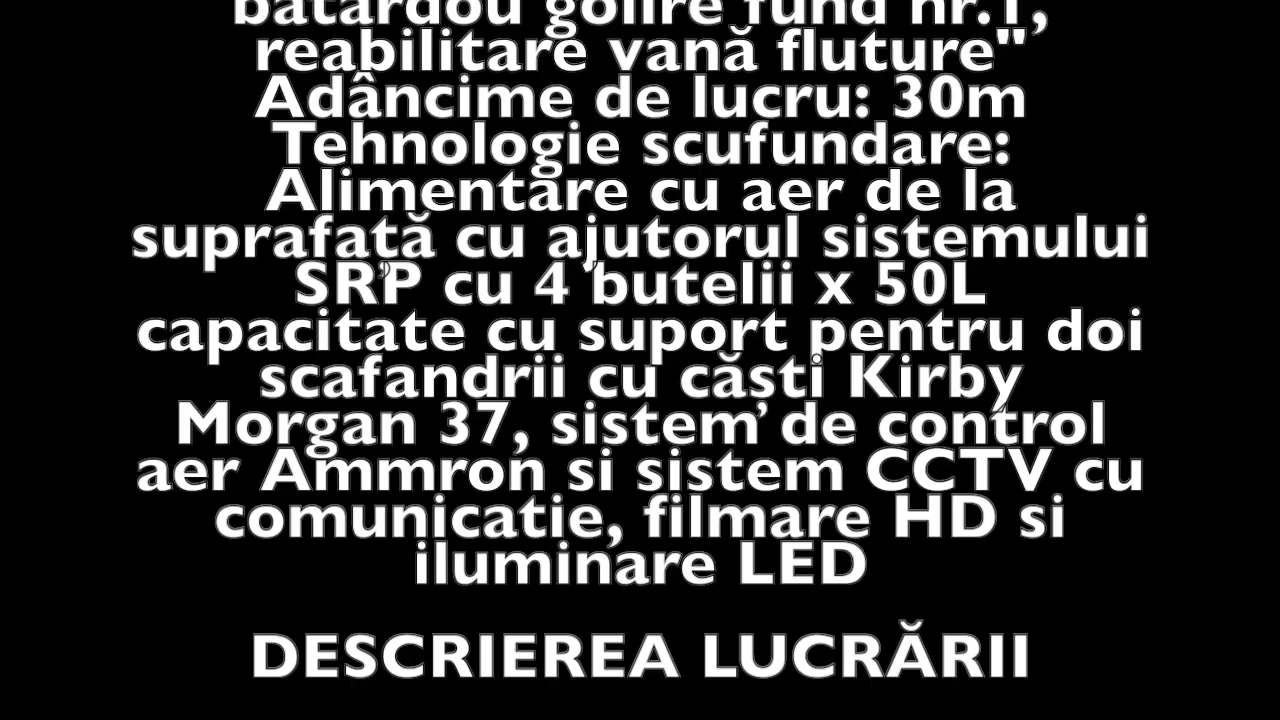 batardou golire fund nr.1,
reabilitare vană fluture"
Adâncime de lucru: 30m
Tehnologie scufundare:
Alimentare cu aer de la
suprafață cu ajutorul sistemului
SRP cu 4 butelii x 50L
capacitate cu suport pentru doi
scafandrii cu căști Kirby
Morgan 37, sistem de control
aer Ammron si sistem CCTV cu
comunicatie, filmare HD si
iluminare LED
DESCRIEREA LUCRĂRII